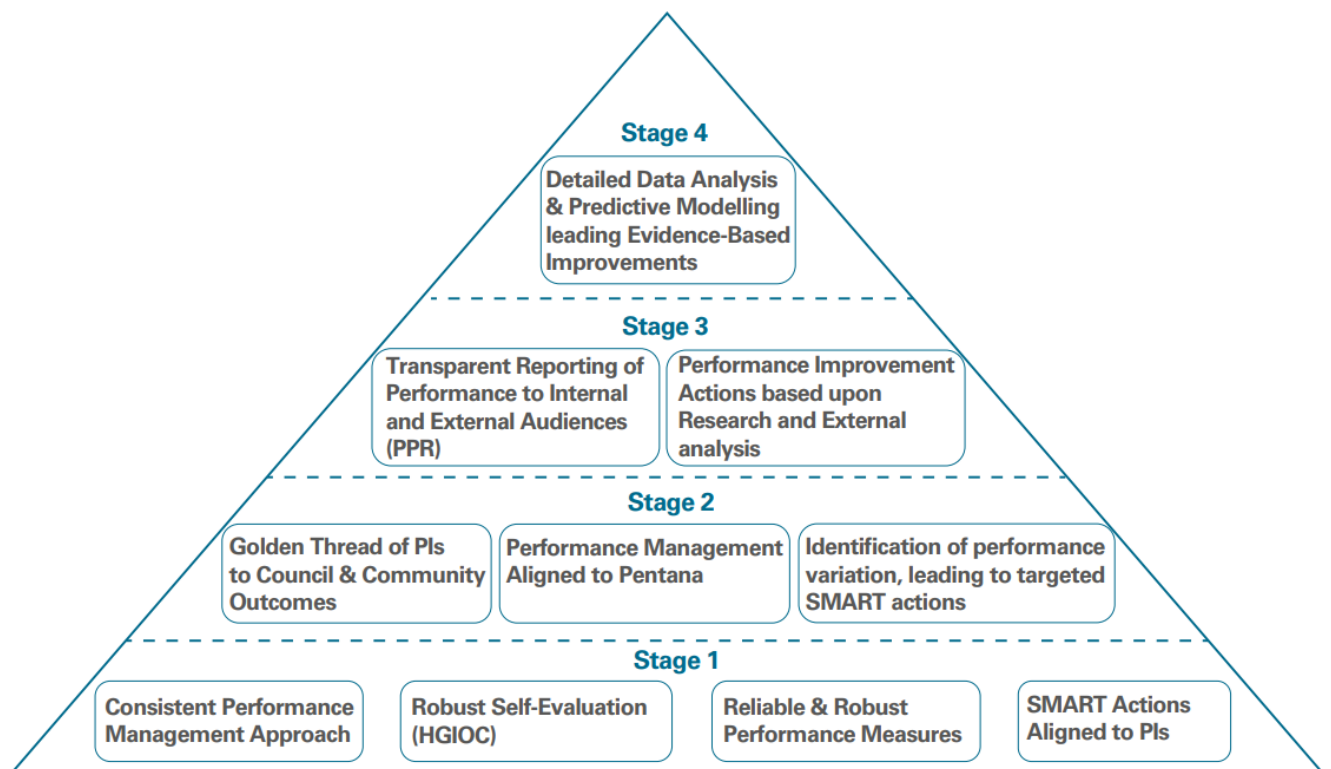 Stage 4
Detailed Data Analysis
& Predictive Modelling
leading Evidence-Based
Improvements
Stage 3
Transparent Reporting of
Performance to Internal
and External Audiences
(PPR)
Performance Improvement
Actions based upon
Research and External
analysis
Stage 2
Golden Thread of PIs
to Council & Community
Outcomes
Performance Management
Aligned to Pentana
Identification of performance
variation, leading to targeted
SMART actions
Stage 1
Consistent Performance
Management Approach
Robust Self-Evaluation
(HGIOC)
Reliable & Robust
Performance Measures
SMART Actions
Aligned to PIs